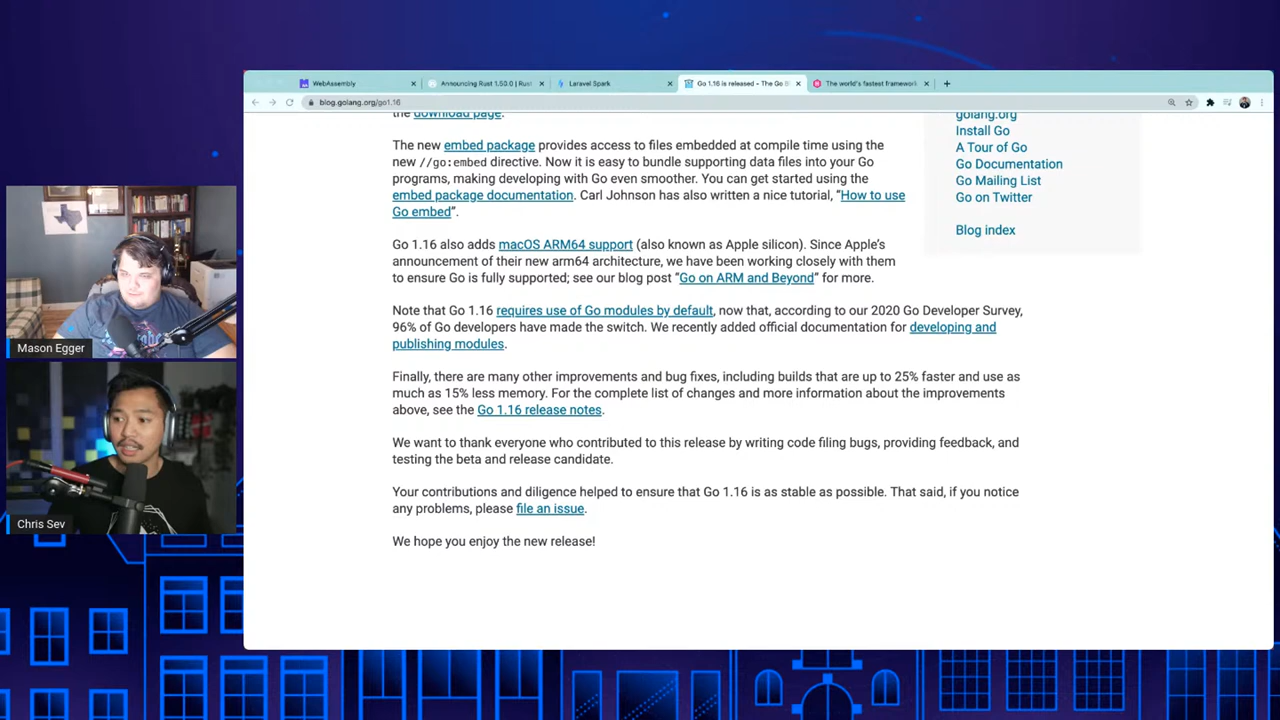 WebAssembly
Announcing Rust 1.50.0 | Rust
Laravel Spark
Go 1.16 is released - The Go B
The world's fastest framework
blog.golang.org/go1.16
the download page.
The new embed package provides access to files embedded at compile time using the
new //go:embed directive. Now it is easy to bundle supporting data files into your Go
programs, making developing with Go even smoother. You can get started using the
embed package documentation. Carl Johnson has also written a nice tutorial, “How to use
Go embed”.
Go 1.16 also adds macOS ARM64 support (also known as Apple silicon). Since Apple’s
announcement of their new arm64 architecture, we have been working closely with them
to ensure Go is fully supported; see our blog post “Go on ARM and Beyond” for more.
Note that Go 1.16 requires use of Go modules by default, now that, according to our 2020 Go Developer Survey,
96% of Go developers have made the switch. We recently added official documentation for developing and
publishing modules.
Finally, there are many other improvements and bug fixes, including builds that are up to 25% faster and use as
much as 15% less memory. For the complete list of changes and more information about the improvements
above, see the Go 1.16 release notes.
We want to thank everyone who contributed to this release by writing code filing bugs, providing feedback, and
testing the beta and release candidate.
Your contributions and diligence helped to ensure that Go 1.16 is as stable as possible. That said, if you notice
any problems, please file an issue.
We hope you enjoy the new release!
golang.org
Install Go
A Tour of Go
Go Documentation
Go Mailing List
Go on Twitter
Blog index
Mason Egger
Chris Sev